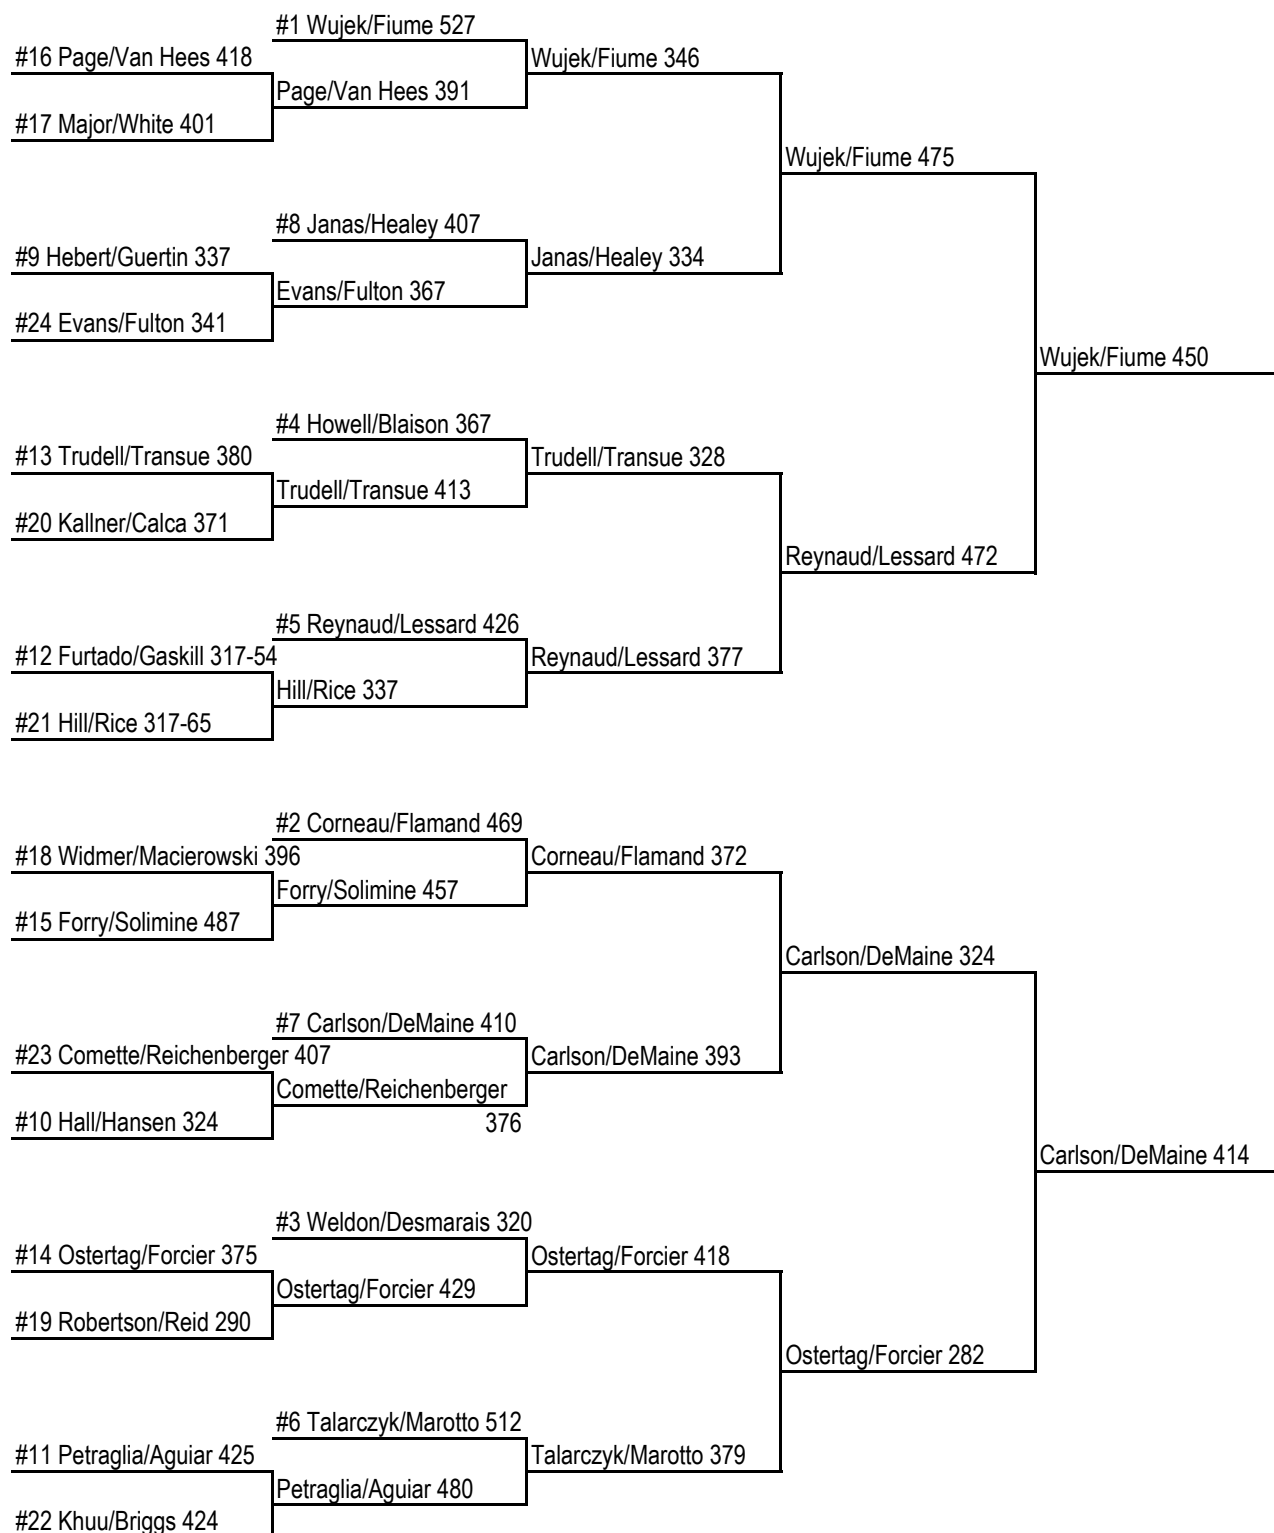 #1 Wujek/Fiume 527
#16 Page/Van Hees 418
Wujek/Fiume 346
Page/Van Hees 391
#17 Major/White 401
Wujek/Fiume 475
#8 Janas/Healey 407
#9 Hebert/Guertin 337
Janas/Healey 334
Evans/Fulton 367
#24 Evans/Fulton 341
Wujek/Fiume 450
#4 Howell/Blaison 367
#13 Trudell/Transue 380
Trudell/Transue 328
Trudell/Transue 413
#20 Kallner/Calca 371
Reynaud/Lessard 472
#5 Reynaud/Lessard 426
#12 Furtado/Gaskill 317-54
Reynaud/Lessard 377
Hill/Rice 337
#21 Hill/Rice 317-65
#2 Corneau/Flamand 469
#18 Widmer/Macierowski 396
Corneau/Flamand 372
Forry/Solimine 457
#15 Forry/Solimine 487
Carlson/DeMaine 324
#7 Carlson/DeMaine 410
#23 Comette/Reichenberger 407
Carlson/DeMaine 393
Comette/Reichenberger
376
#10 Hall/Hansen 324
Carlson/DeMaine 414
#3 Weldon/Desmarais 320
#14 Ostertag/Forcier 375
Ostertag/Forcier 418
Ostertag/Forcier 429
#19 Robertson/Reid 290
Ostertag/Forcier 282
#6 Talarczyk/Marotto 512
#11 Petraglia/Aguiar 425
Talarczyk/Marotto 379
Petraglia/Aguiar 480
#22 Khuu/Briggs 424